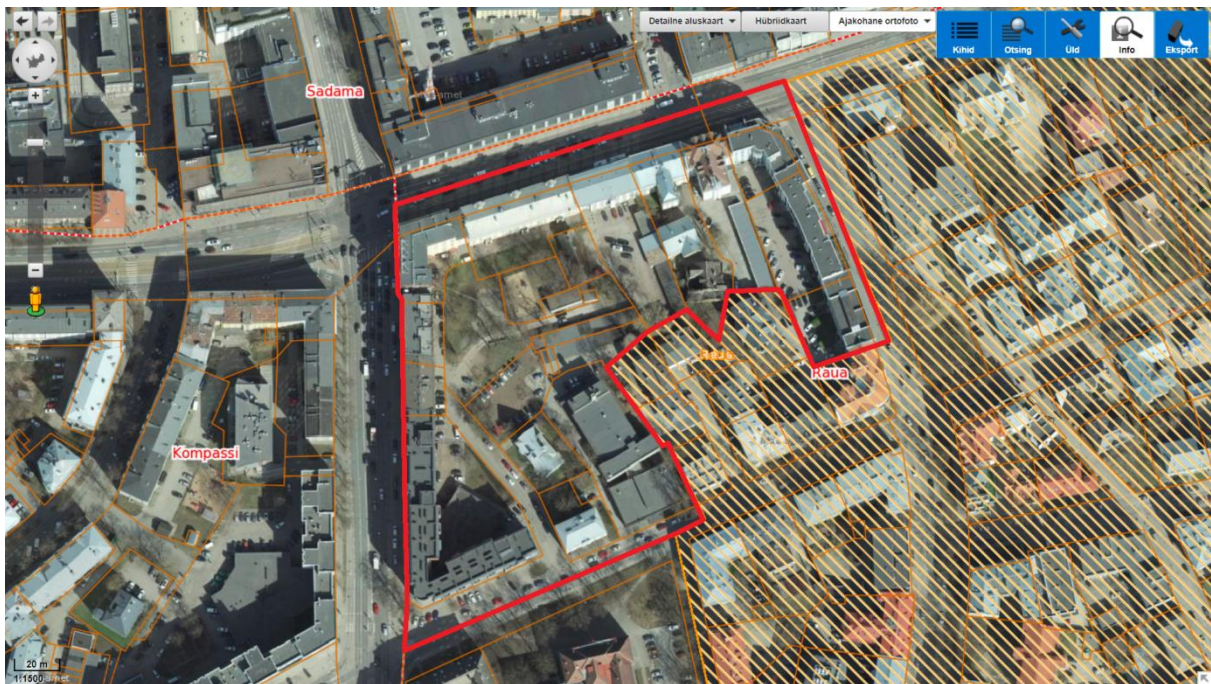 Detailne aluskaart
Hübriidkaart
Ajakohane ortofoto
Kihid
Otsing
Üld
Info
Eksport
Sadama
Raua
Kompassi
20 m
1:1500